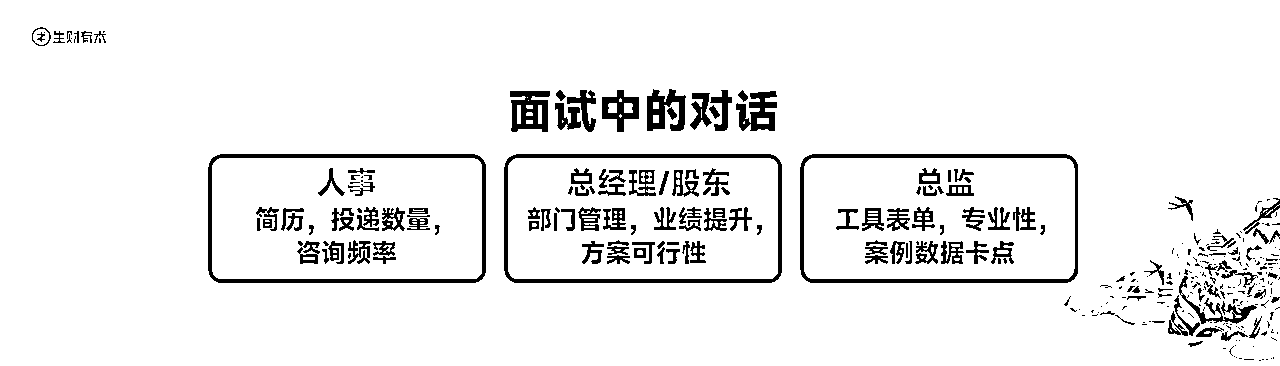 生财有术
面试中的对话
人事
简历，投递数量，
咨询频率
总经理/股东
部门管理，业绩提升，
方案可行性
总监
工具表单，专业性，
案例数据卡点